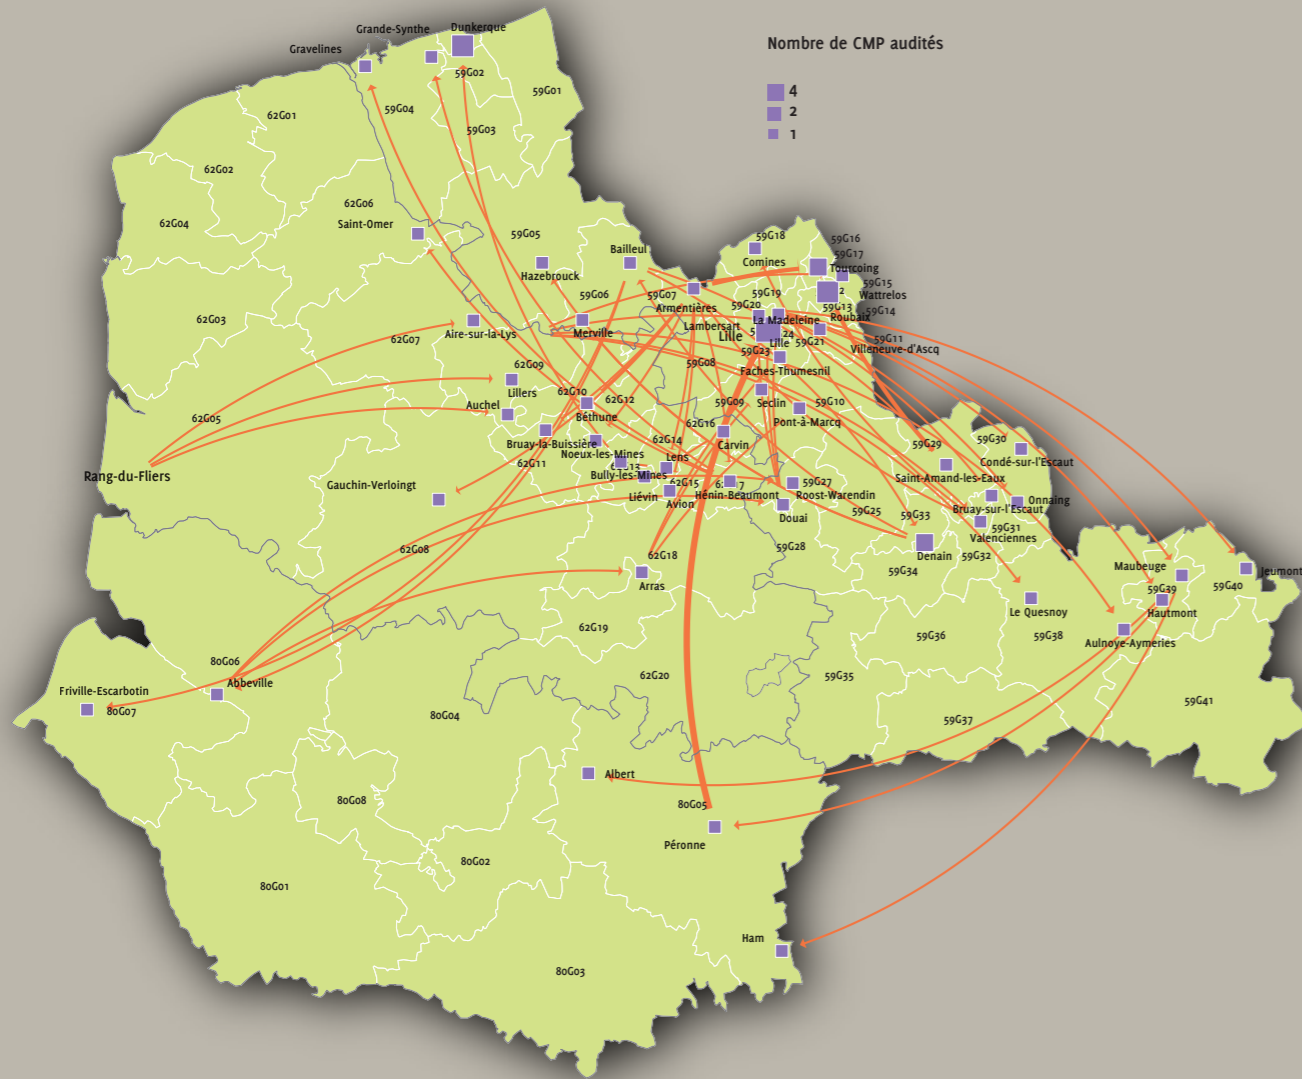 Grande-Synthe
Dunkerque
Gravelines
Nombre de CMP audités
59G02
59G01
4
59G04
2
62G01
59G03
1
62G02
62G06
62G04
Saint-Omer
59G05
59G18
59G16
Bailleul
59G17
Comines
Tourcoing
Hazebrouck
59G15
59G06
59G07
59G19
2
Wattrelos
Armentières
59G20
59G13
59G14
62G03
Lambersart
La Madeleine
Roubaix
Aire-sur-la-Lys
Merville
Lille
24
59G11
62G07
Lille
59G21
Villeneuve-d'Ascq
59G23
59G08
62G09
Faches-Thumesnil
Lillers
62G10
62G12
Auchel
59G09
Seclin
59G10
62G05
Béthune
62G16
Pont-à-Marcq
Bruay-la-Buissière
62G14
Carvin
59G29
59G30
Noeux-les-Mines
Lens
62G11
62G13
Condé-sur-l'Escaut
Rang-du-Fliers
Bully-les-Mines
62G15
59G27
Saint-Amand-les-Eaux
Gauchin-Verloingt
Liévin
Hénin-Beaumont
Roost-Warendin
Onnaing
Avion
59G25
Bruay-sur-l'Escaut
Douai
59G33
59G31
Valenciennes
62G08
62G18
59G28
Denain
59G32
Maubeuge
59G34
Jeumont
Arras
59G39
59G40
Le Quesnoy
Hautmont
62G19
59G36
59G38
Aulnoye-Aymeries
80G06
62G20
59G35
Abbeville
Friville-Escarbotin
59G41
80G07
80G04
59G37
Albert
80G08
80G05
Péronne
80G02
80G01
Ham
80G03